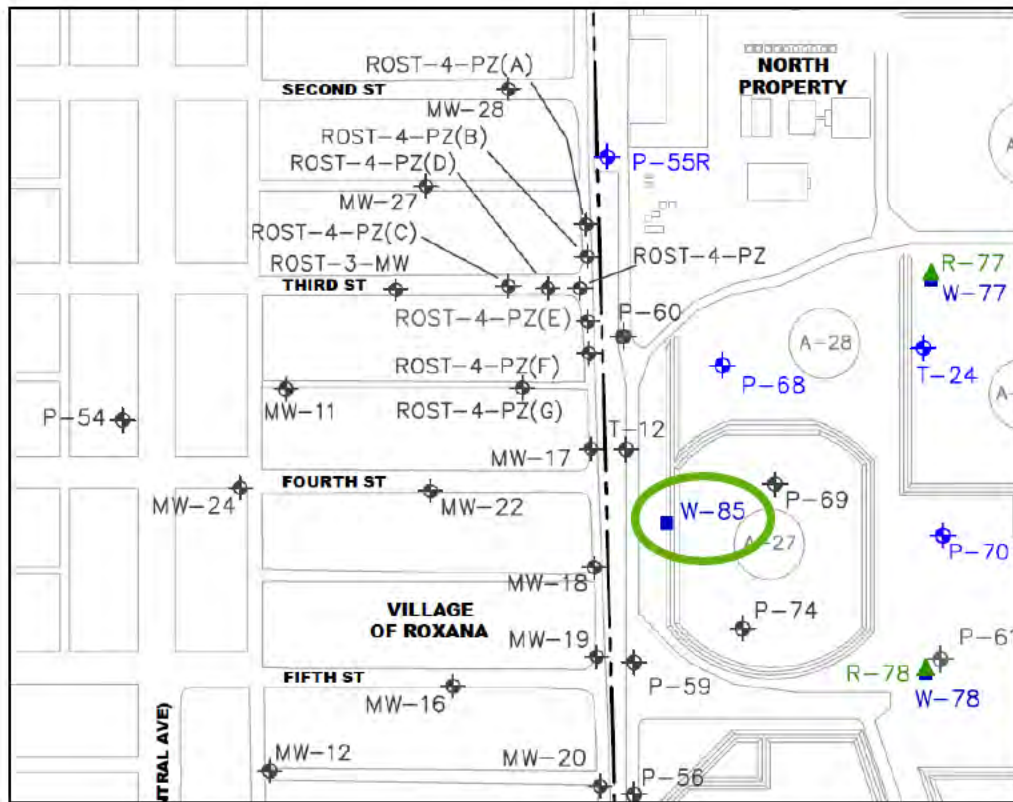 ROST-4-PZ(A)
NORTH
PROPERTY
SECOND ST
MW-28
ROST-4-PZ(B)
ROST-4-PZ(D)
P-55R
MW-27
ROST-4-PZ(C)
ROST-4-PZ
ROST-3-MW
R-77
THIRD ST
W-77
ROST-4-PZ(E)
P-60
A-28
T-24
ROST-4-PZ(F)
P-68
MW-11
ROST-4-PZ(G)
P-54
T-12
MW-17
FOURTH ST
P-69
MW-24
MW-22
W-85
A-27
P-70
MW-18
VILLAGE
OF ROXANA
P-74
MW-19
P-61
R-78
FIFTH ST
P-59
W-78
MW-16
NTRAL AVE)
MW-12
MW-20
P-56